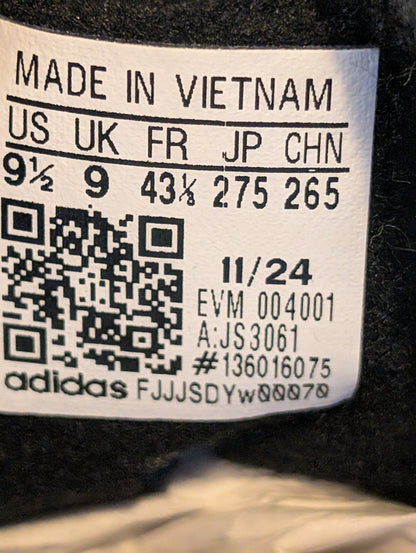 MADE IN VIETNAM
US UK FR JP CHN
9½ 9 43⅓ 275 265
11/24
EVM 004001
A:JS3061
#136016075
adidas FJJJSDYw00070